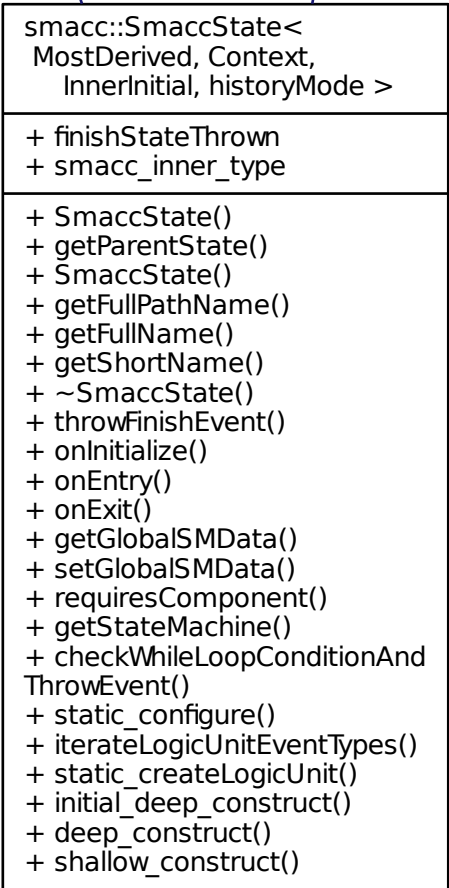 smacc::SmaccState<
MostDerived, Context,
InnerInitial, historyMode >
+ finishStateThrown
+ smacc_inner_type
+ SmaccState()
+ getParentState()
+ SmaccState()
+ getFullPathName()
+ getFullName()
+ getShortName()
+ ~SmaccState()
+ throwFinishEvent()
+ onInitialize()
+ onEntry()
+ onExit()
+ getGlobalSMData()
+ setGlobalSMData()
+ requiresComponent()
+ getStateMachine()
+ checkWhileLoopConditionAnd
ThrowEvent()
+ static_configure()
+ iterateLogicUnitEventTypes()
+ static_createLogicUnit()
+ initial_deep_construct()
+ deep_construct()
+ shallow_construct()